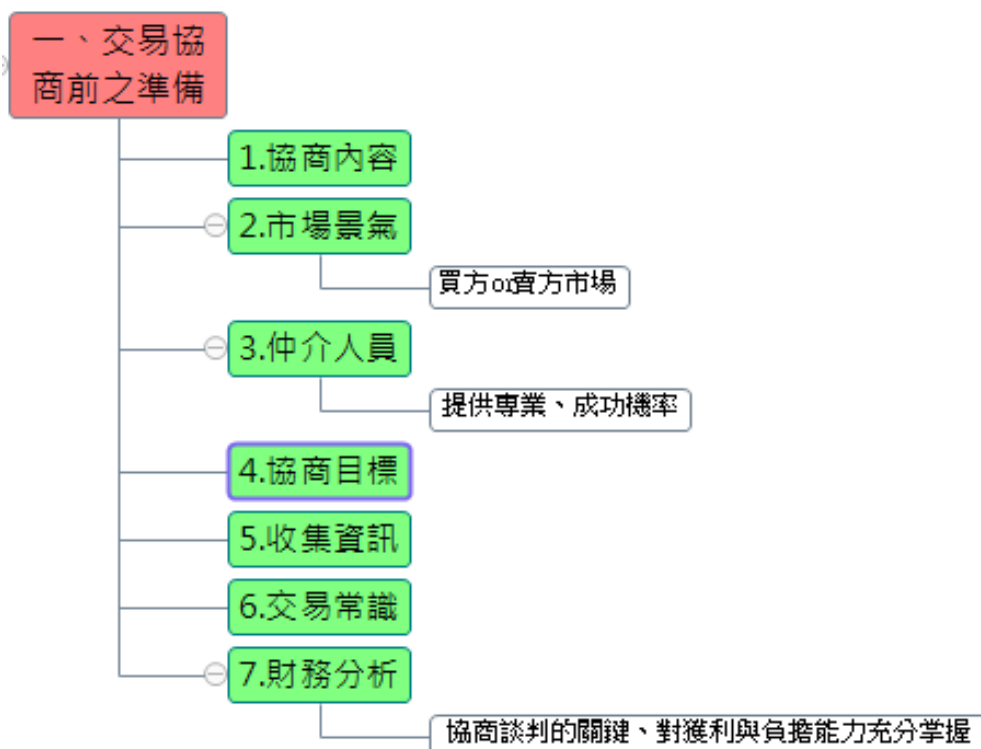 一、交易協
商前之準備
1.協商內容
2.市場景氣
買方or賣方市場
3.仲介人員
提供專業、成功機率
4.協商目標
5.收集資訊
6.交易常識
7.財務分析
協商談判的關鍵、對獲利與負擔能力充分掌握